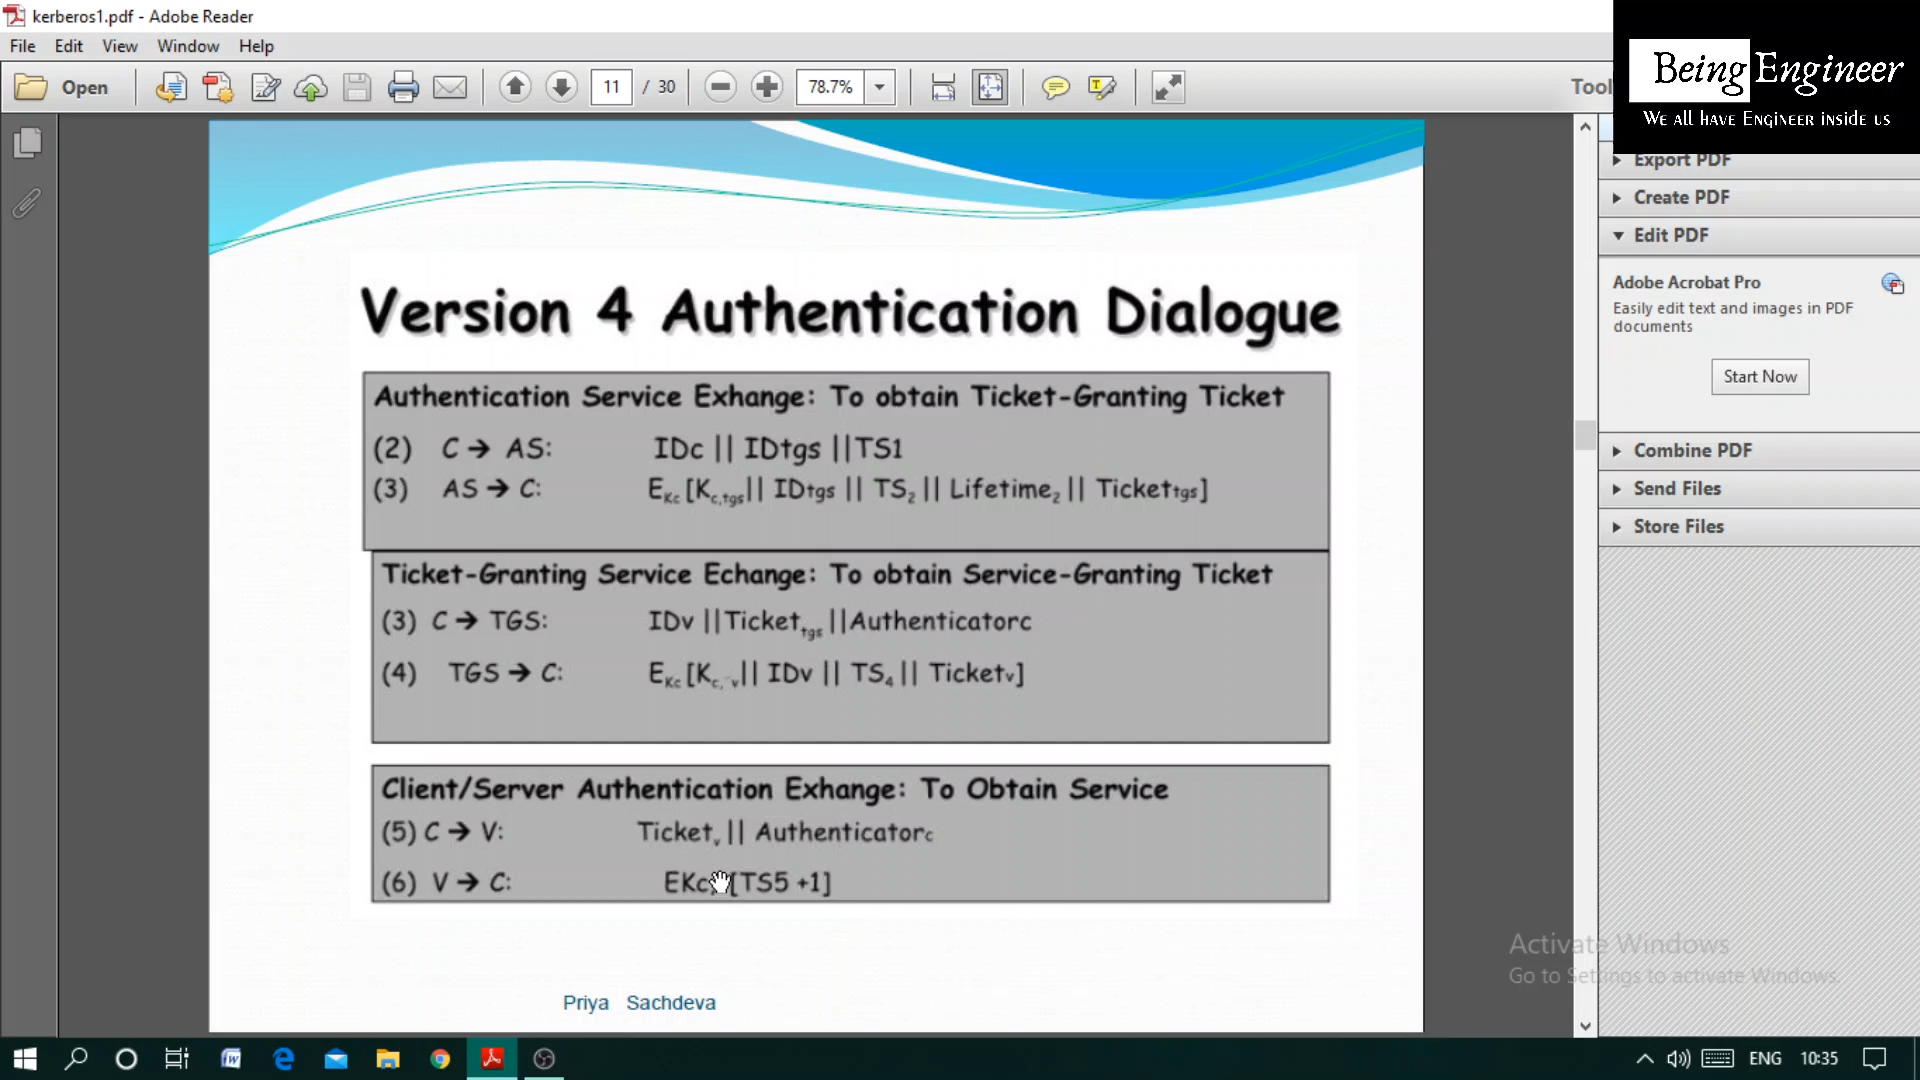 kerberos1.pdf - Adobe Reader
File Edit View Window Help
Open 11 / 30 78.7% Tool
Being Engineer
We all have Engineer inside us
Export PDF
Create PDF
Edit PDF
Adobe Acrobat Pro
Easily edit text and images in PDF
documents
Start Now
Combine PDF
Send Files
Store Files
Version 4 Authentication Dialogue
Authentication Service Exhange: To obtain Ticket-Granting Ticket
(2) C → AS: IDc || IDtgs ||TS1
(3) AS → C: EKc [Kc,tgs|| IDtgs || TS2 || Lifetime2 || Tickettgs]
Ticket-Granting Service Echange: To obtain Service-Granting Ticket
(3) C → TGS: IDv ||Tickettgs ||Authenticatorc
(4) TGS → C: EKc [Kc,v|| IDv || TS4 || Ticketv]
Client/Server Authentication Exhange: To Obtain Service
(5) C → V: Ticketv || Authenticatorc
(6) V → C: EKc [TS5 +1]
Priya Sachdeva
Activate Windows
Go to Settings to activate Windows.
ENG 10:35